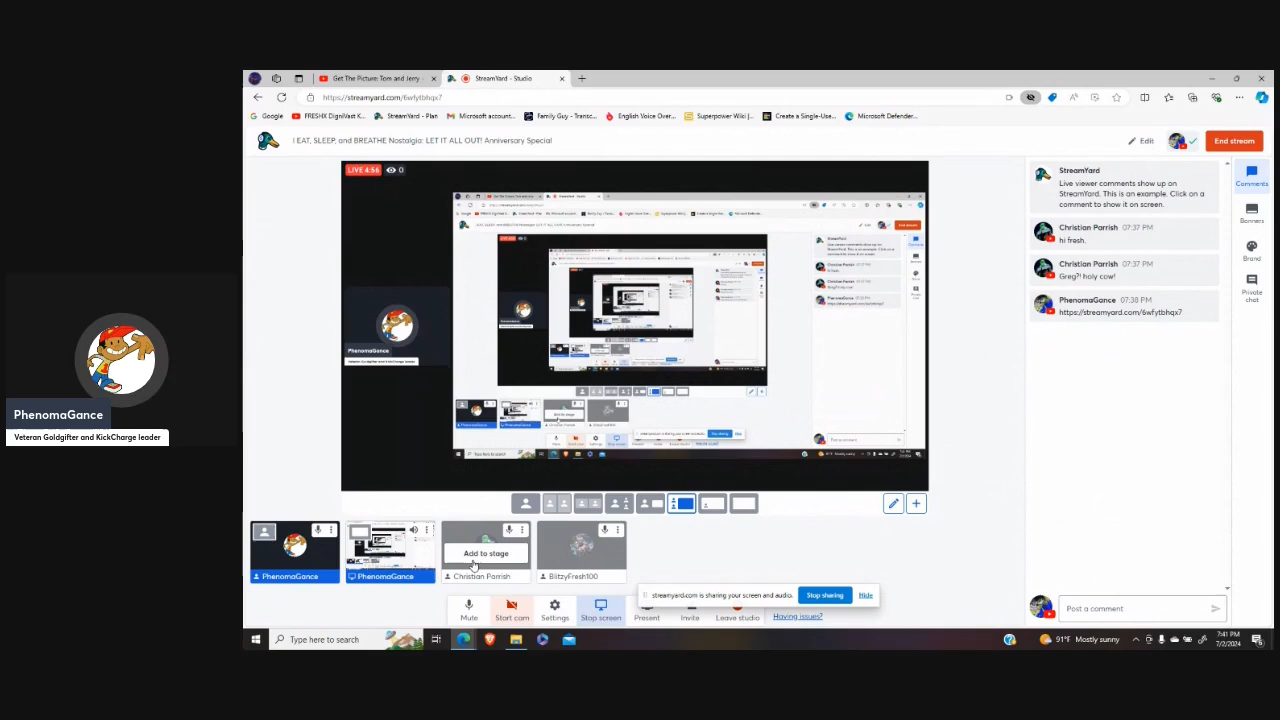 Get The Picture: Tom and Jerry
StreamYard - Studio
https://streamyard.com/6wfytbhqx7
Google
FRESHX DigniVast K...
StreamYard - Plan
Microsoft account...
Family Guy - Transc...
English Voice Over...
Superpower Wiki |...
Create a Single-Use...
Microsoft Defender...
I EAT, SLEEP, and BREATHE Nostalgia: LET IT ALL OUT! Anniversary Special!
Edit
End stream
LIVE 4:56
0
StreamYard
Live viewer comments show up on
StreamYard. This is an example. Click on a
comment to show it on screen.
Christian Parrish 07:37 PM
hi fresh.
Christian Parrish 07:37 PM
Greg?! holy cow!
PhenomaGance 07:38 PM
https://streamyard.com/6wfytbhqx7
Comments
Banners
Brand
Private
chat
PhenomaGance
Veteran Goldgifter and KickCharge leader
PhenomaGance
Veteran Goldgifter and KickCharge leader
Add to stage
PhenomaGance
PhenomaGance
Christian Parrish
BlitzyFresh100
streamyard.com is sharing your screen and audio.
Stop sharing
Hide
Mute
Start cam
Settings
Stop screen
Present
Invite
Leave studio
Having issues?
Post a comment
Type here to search
91°F Mostly sunny
7:41 PM
7/2/2024